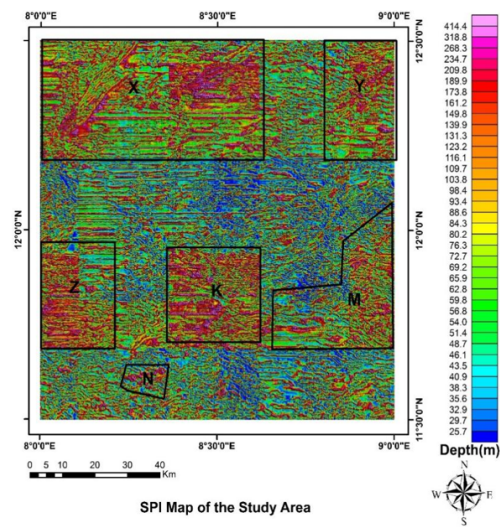 8°0'0"E
8°30'0"E
9°0'0"E
12°30'0"N
12°0'0"N
12°0'0"N
11°30'0"N
X
Y
Z
K
M
N
8°0'0"E
8°30'0"E
9°0'0"E
0 5 10 20 30 40
Km
414.4
318.8
268.3
234.7
209.8
189.9
173.8
161.2
149.8
139.9
131.3
123.2
116.1
109.7
103.8
98.4
93.4
88.6
84.3
80.2
76.3
72.7
69.2
65.9
62.8
59.8
56.8
54.0
51.4
48.7
46.1
43.5
40.9
38.3
35.6
32.9
29.7
25.7
Depth(m)
N
W E
S
SPI Map of the Study Area